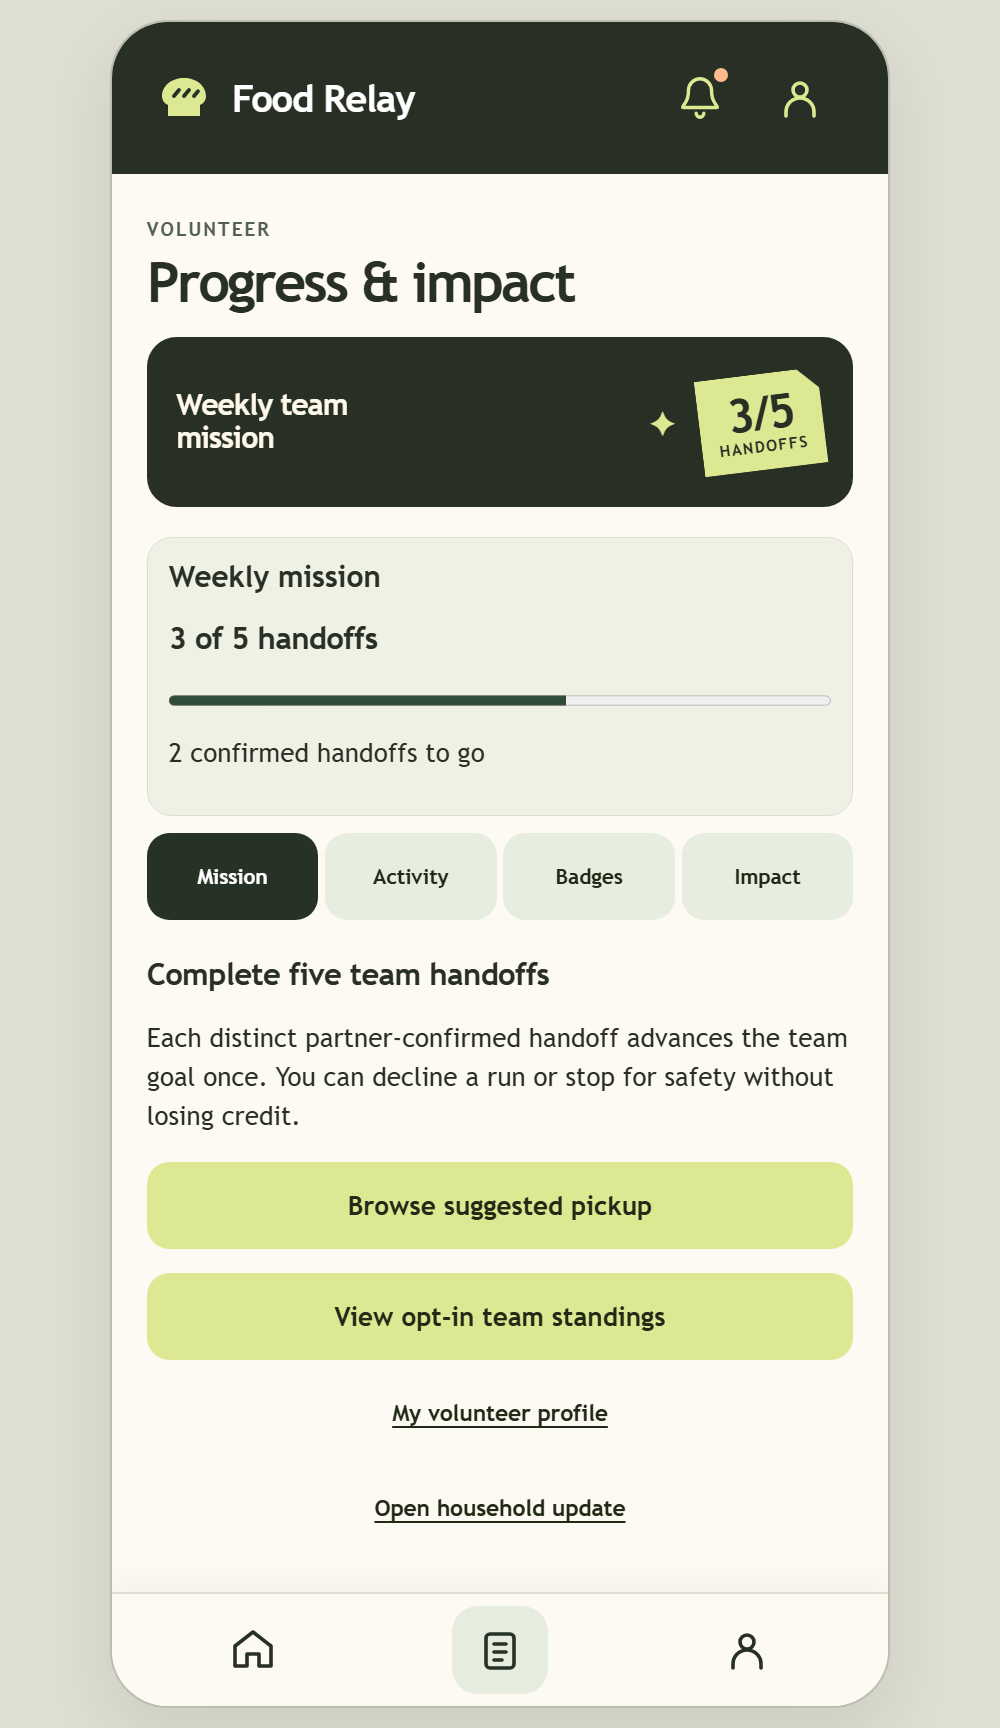 Food Relay
VOLUNTEER
Progress & impact
Weekly team
mission
3/5
HANDOFFS
Weekly mission
3 of 5 handoffs
2 confirmed handoffs to go
Mission
Activity
Badges
Impact
Complete five team handoffs
Each distinct partner-confirmed handoff advances the team
goal once. You can decline a run or stop for safety without
losing credit.
Browse suggested pickup
View opt-in team standings
My volunteer profile
Open household update